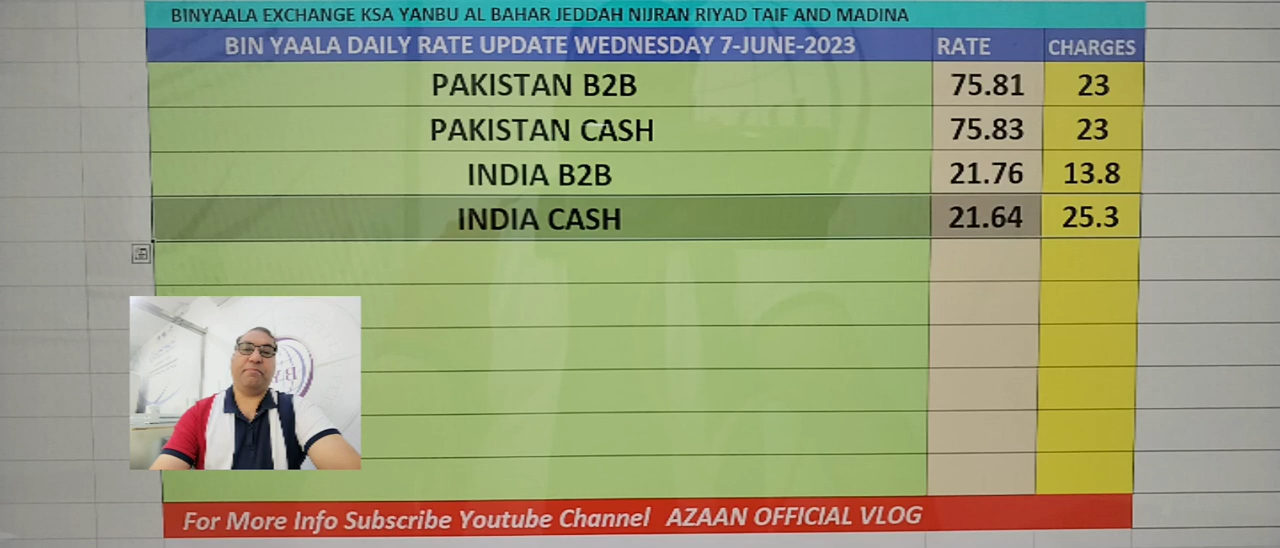 BINYAALA EXCHANGE KSA YANBU AL BAHAR JEDDAH NIJRAN RIYAD TAIF AND MADINA
BIN YAALA DAILY RATE UPDATE WEDNESDAY 7-JUNE-2023 RATE CHARGES
PAKISTAN B2B 75.81 23
PAKISTAN CASH 75.83 23
INDIA B2B 21.76 13.8
INDIA CASH 21.64 25.3
For More Info Subscribe Youtube Channel AZAAN OFFICIAL VLOG